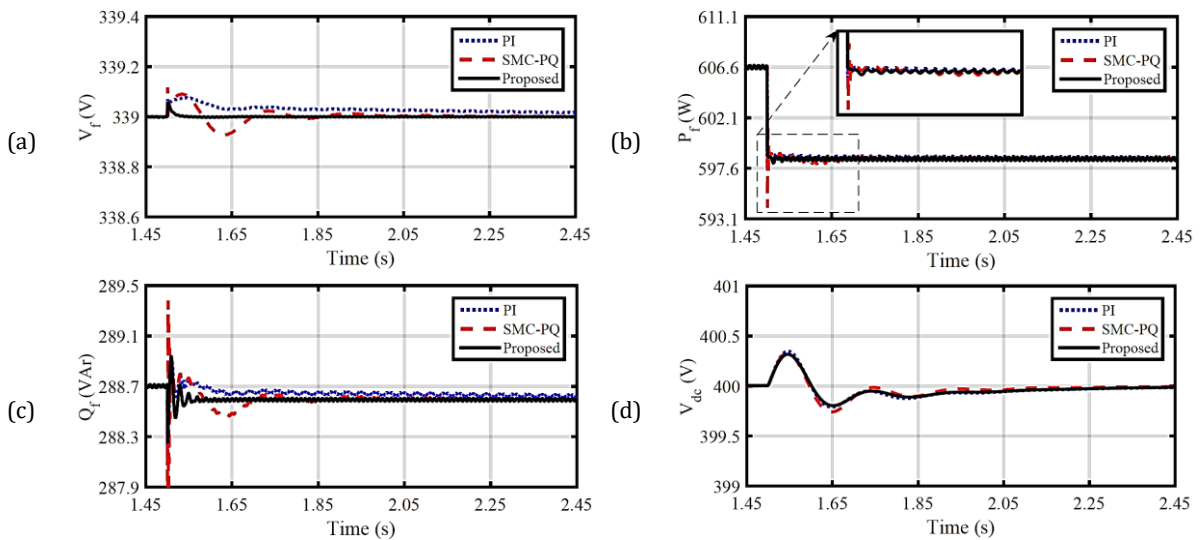 (a)
339.4
339.2
339
338.8
338.6
V_f (V)
PI
SMC-PQ
Proposed
1.45 1.65 1.85 2.05 2.25 2.45
Time (s)
(b)
611.1
606.6
602.1
597.6
593.1
P_f (W)
PI
SMC-PQ
Proposed
1.45 1.65 1.85 2.05 2.25 2.45
Time (s)
(c)
289.5
289.1
288.7
288.3
287.9
Q_f (VAr)
PI
SMC-PQ
Proposed
1.45 1.65 1.85 2.05 2.25 2.45
Time (s)
(d)
401
400.5
400
399.5
399
V_dc (V)
PI
SMC-PQ
Proposed
1.45 1.65 1.85 2.05 2.25 2.45
Time (s)